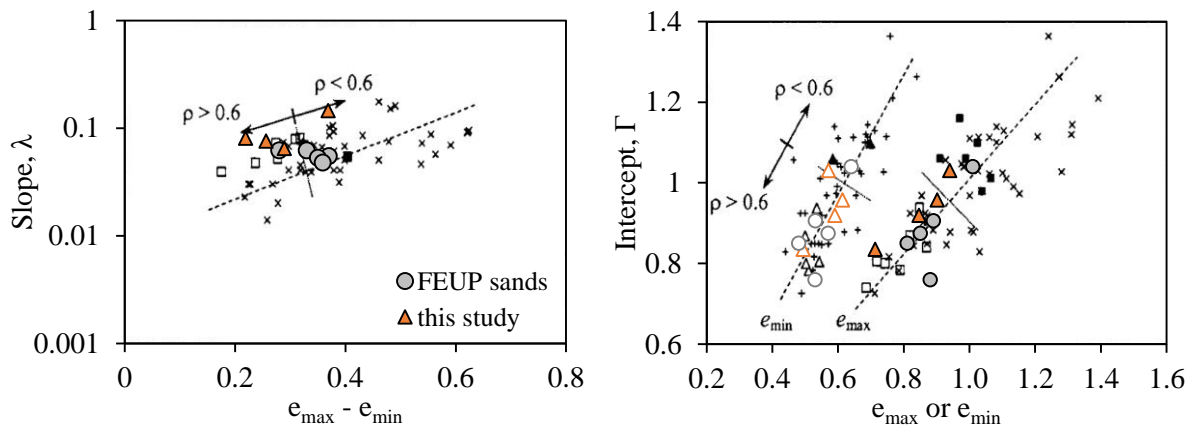 1
0.1
0.01
0.001
Slope, λ
ρ > 0.6
ρ < 0.6
FEUP sands
this study
0
0.2
0.4
0.6
0.8
e_max - e_min
1.4
1.2
1
0.8
0.6
Intercept, Γ
ρ < 0.6
ρ > 0.6
e_min
e_max
0.2
0.4
0.6
0.8
1.0
1.2
1.4
1.6
e_max or e_min